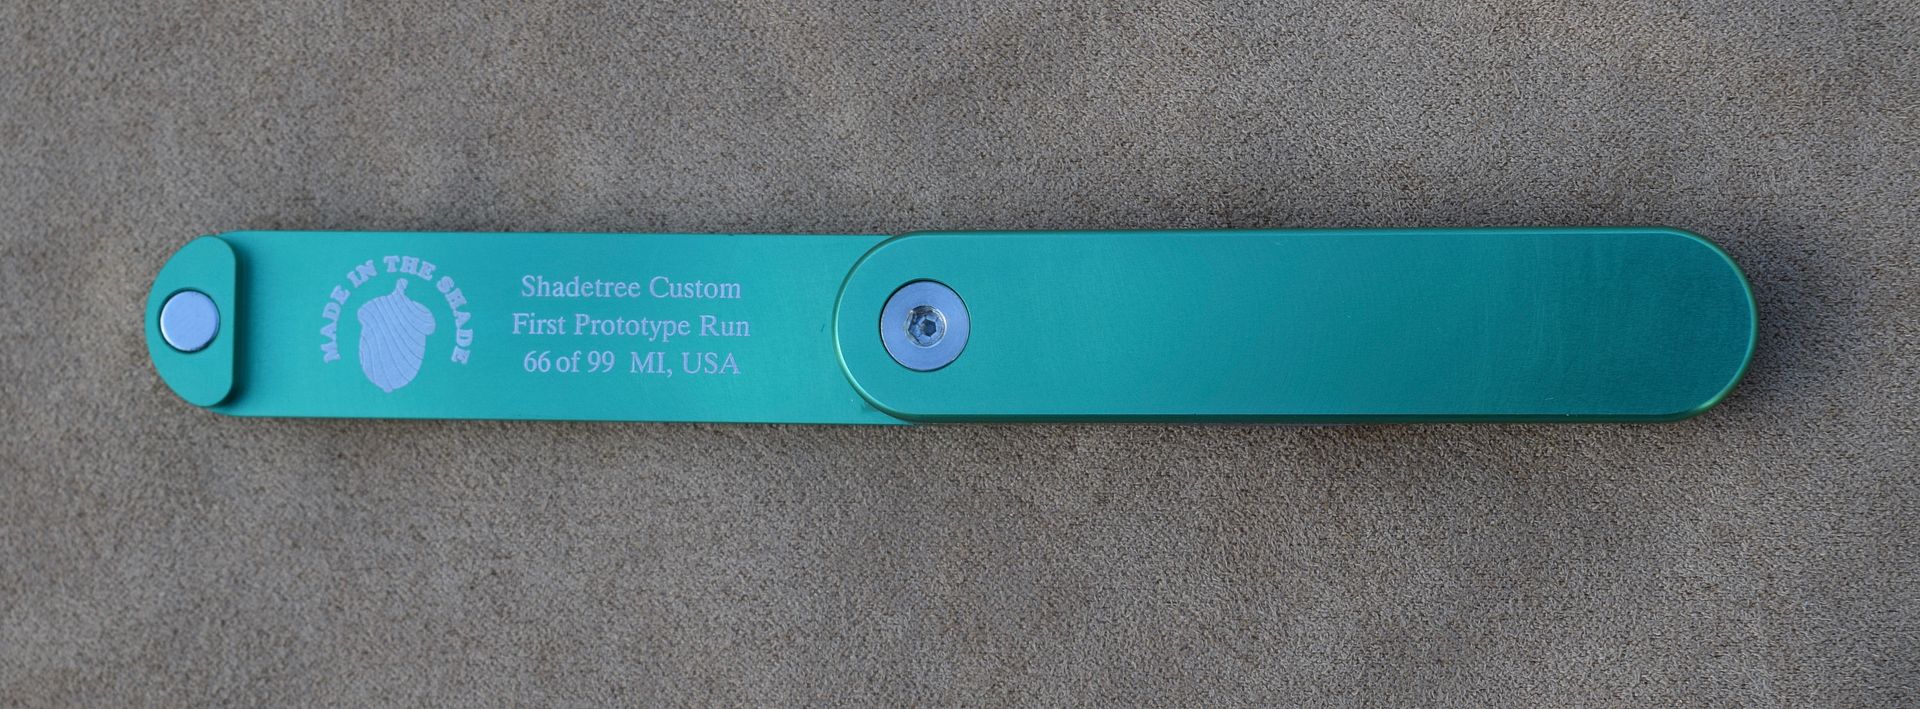 MADE IN THE SHADE
Shadetree Custom
First Prototype Run
66 of 99 MI, USA